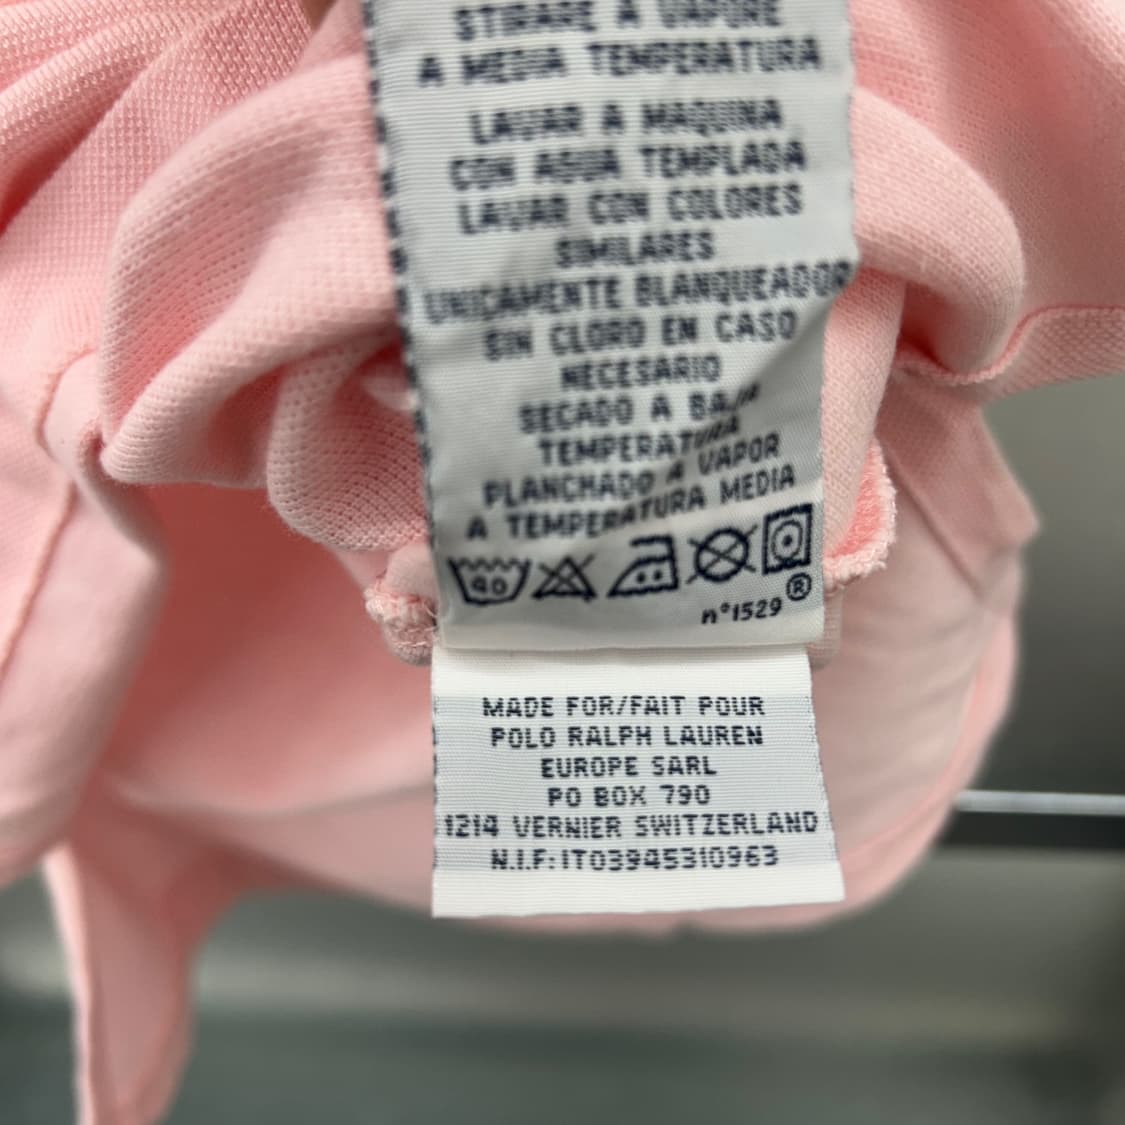 STIRARE A VAPORE
A MEDIA TEMPERATURA
LAVAR A MAQUINA
CON AGUA TEMPLADA
LAVAR CON COLORES
SIMILARES
UNICAMENTE BLANQUEADOR
SIN CLORO EN CASO
NECESARIO
SECADO A BAJA
TEMPERATURA
PLANCHADO A VAPOR
A TEMPERATURA MEDIA
40
®
n°1529
MADE FOR/FAIT POUR
POLO RALPH LAUREN
EUROPE SARL
PO BOX 790
1214 VERNIER SWITZERLAND
N.I.F:IT03945310963